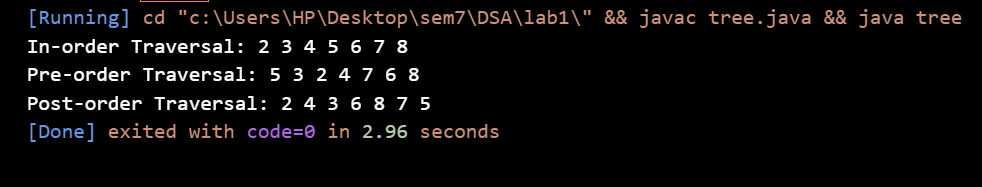 [Running] cd "c:\Users\HP\Desktop\sem7\DSA\lab1\" && javac tree.java && java tree
In-order Traversal: 2 3 4 5 6 7 8
Pre-order Traversal: 5 3 2 4 7 6 8
Post-order Traversal: 2 4 3 6 8 7 5
[Done] exited with code=0 in 2.96 seconds